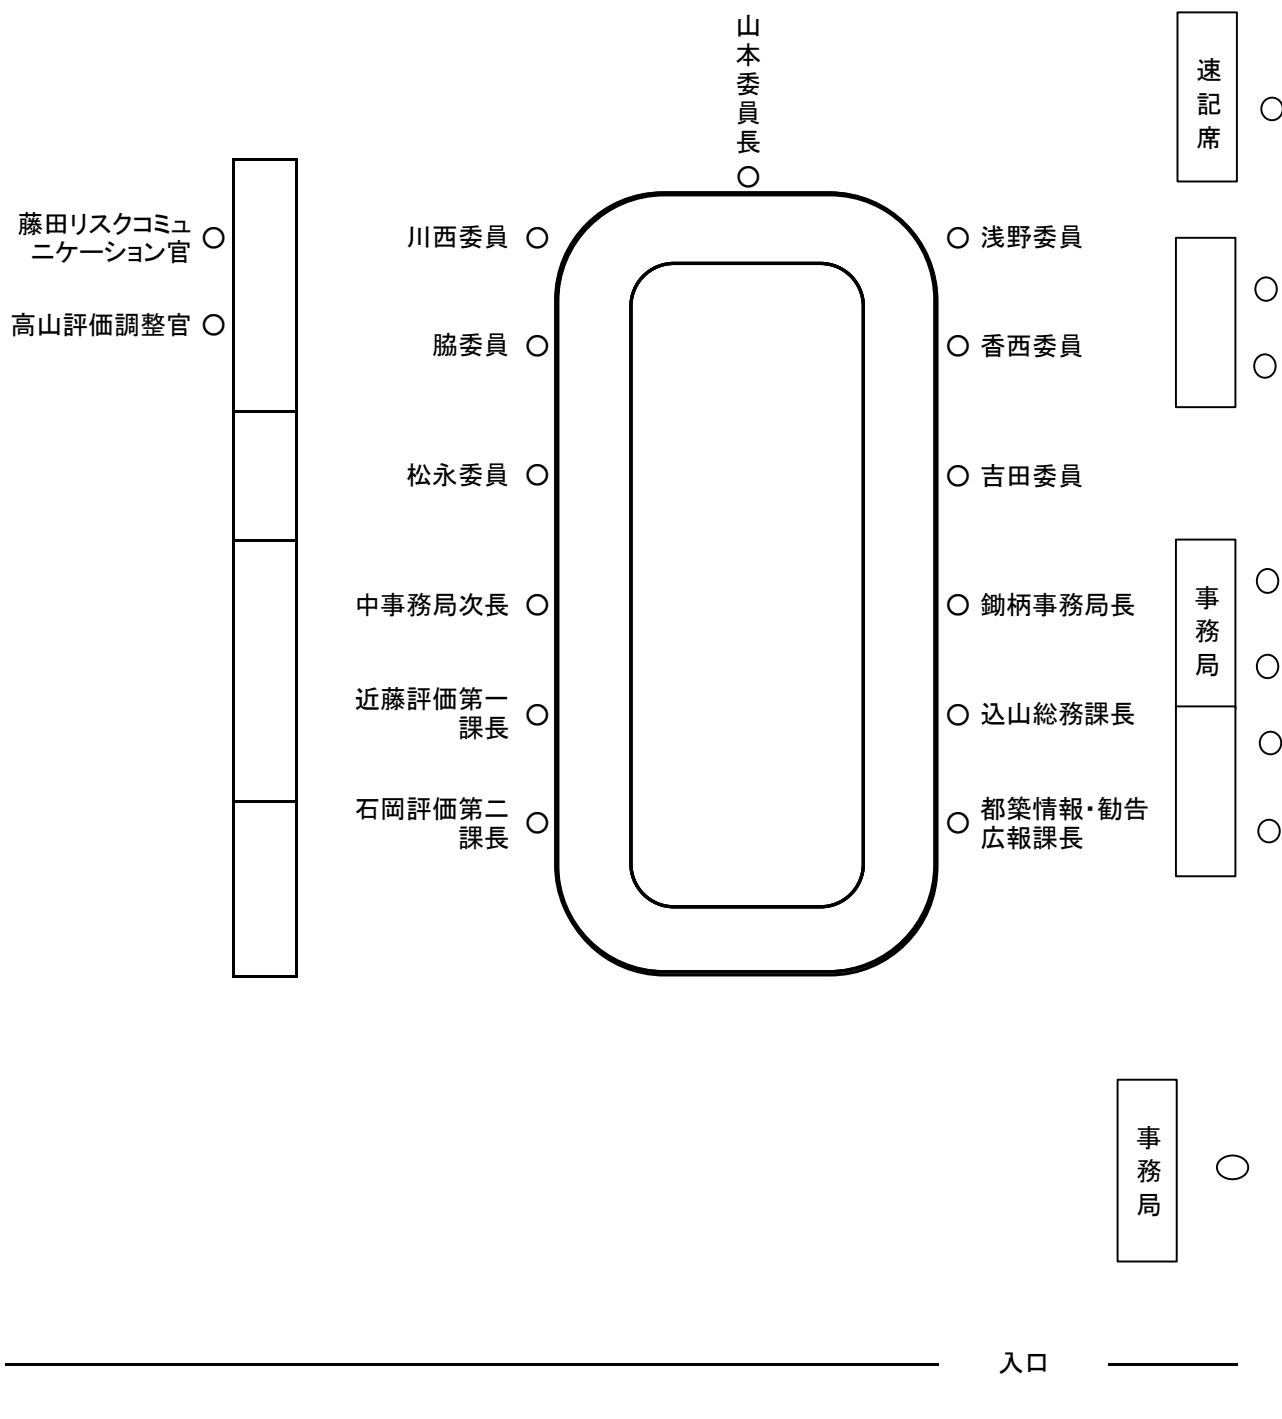 山本委員長
速記席
藤田リスクコミュ
ニケーション官
川西委員
浅野委員
高山評価調整官
脇委員
香西委員
松永委員
吉田委員
中事務局次長
鋤柄事務局長
事務局
近藤評価第一
課長
込山総務課長
石岡評価第二
課長
都築情報・勧告
広報課長
事務局
入口